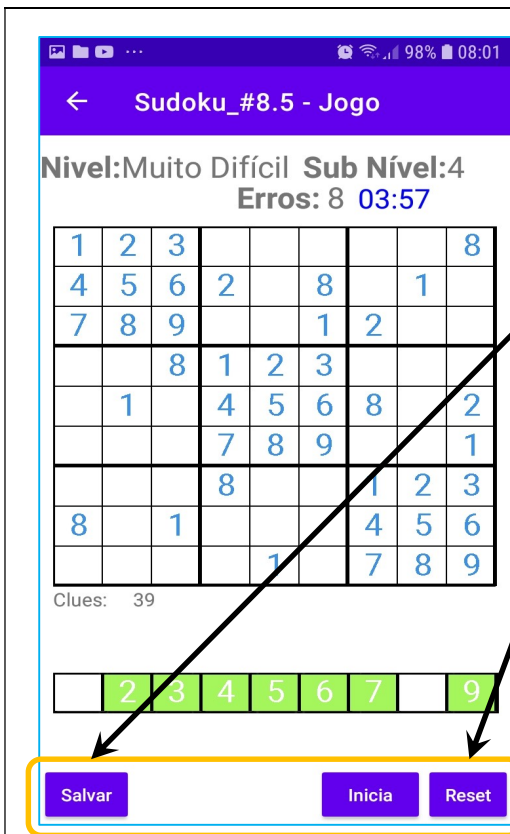 98% 08:01
Sudoku_#8.5 - Jogo
Nivel:Muito Difícil Sub Nível:4
Erros: 8 03:57
1 2 3 8
4 5 6 2 8 1
7 8 9 1 2
8 1 2 3
1 4 5 6 8 2
7 8 9 1
8 1 2 3
8 1 4 5 6
1 7 8 9
Clues: 39
2 3 4 5 6 7 9
Salvar Inicia Reset